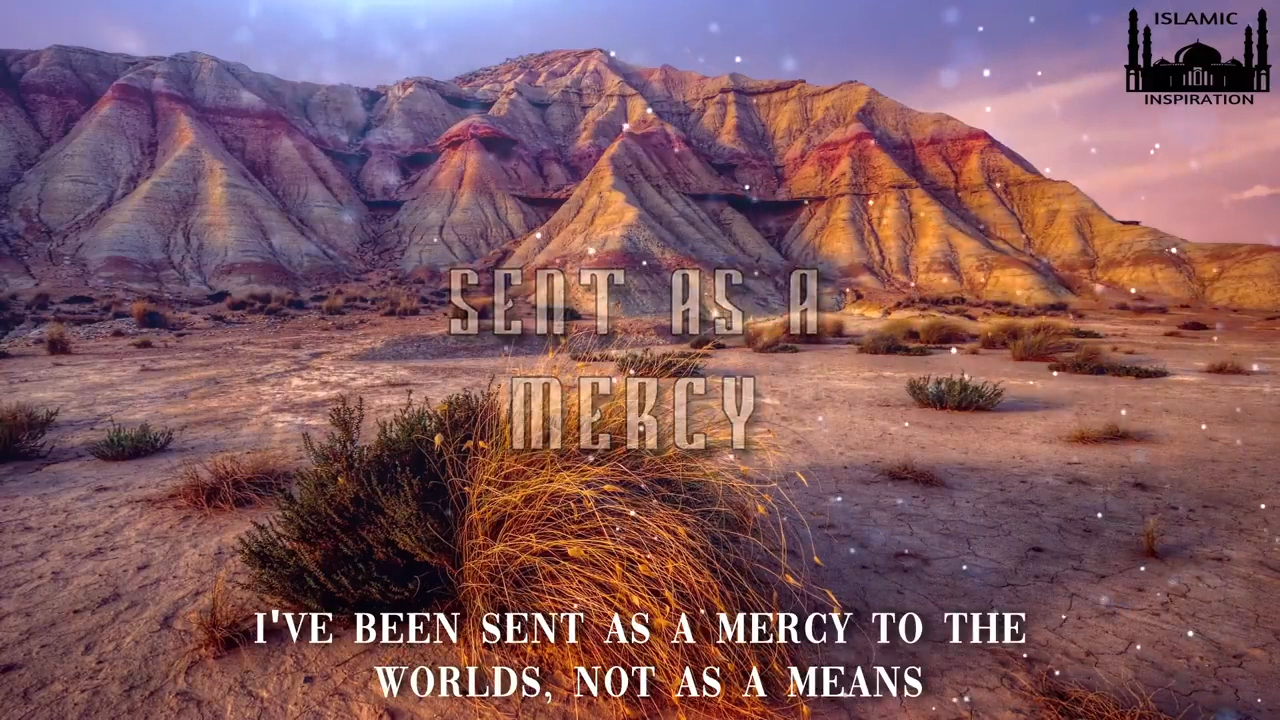 ISLAMIC
INSPIRATION
SENT AS A
MERCY
I'VE BEEN SENT AS A MERCY TO THE
WORLDS, NOT AS A MEANS